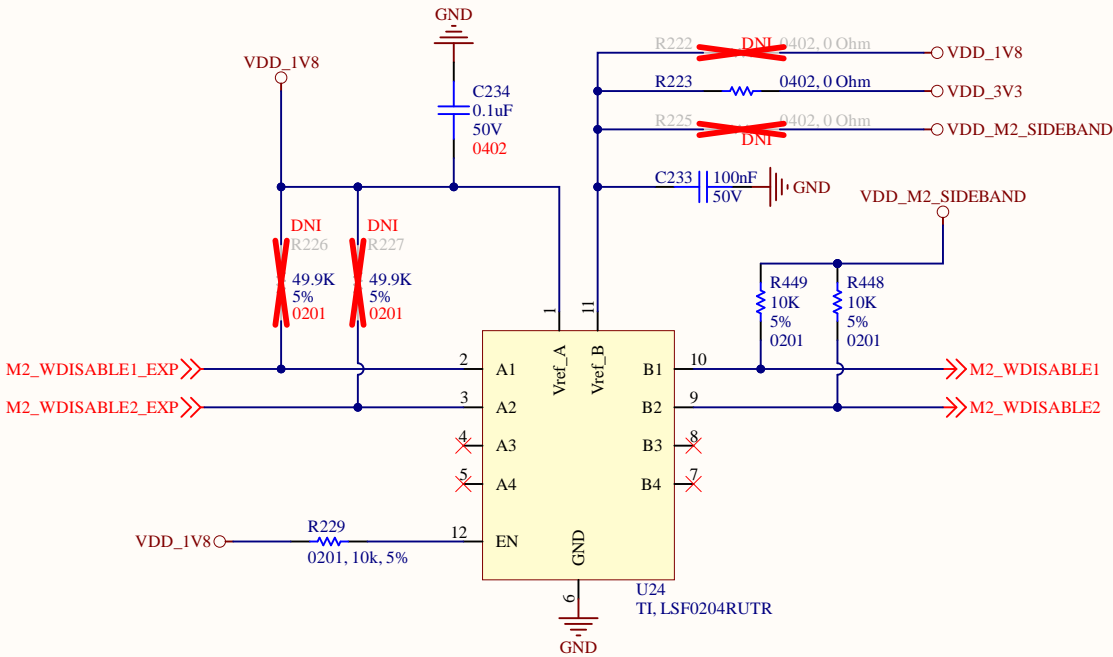 GND
VDD_1V8
C234
0.1uF
50V
0402
R222 DNI 0402, 0 Ohm VDD_1V8
R223 0402, 0 Ohm VDD_3V3
R225 DNI 0402, 0 Ohm VDD_M2_SIDEBAND
C233 100nF
50V
GND
VDD_M2_SIDEBAND
DNI
R226
49.9K
5%
0201
DNI
R227
49.9K
5%
0201
R449
10K
5%
0201
R448
10K
5%
0201
1 11
Vref_A Vref_B
M2_WDISABLE1_EXP 2 A1 B1 10 M2_WDISABLE1
M2_WDISABLE2_EXP 3 A2 B2 9 M2_WDISABLE2
4 A3 B3 8
5 A4 B4 7
VDD_1V8 R229 12 EN
0201, 10k, 5%
GND
6
U24
TI, LSF0204RUTR
GND